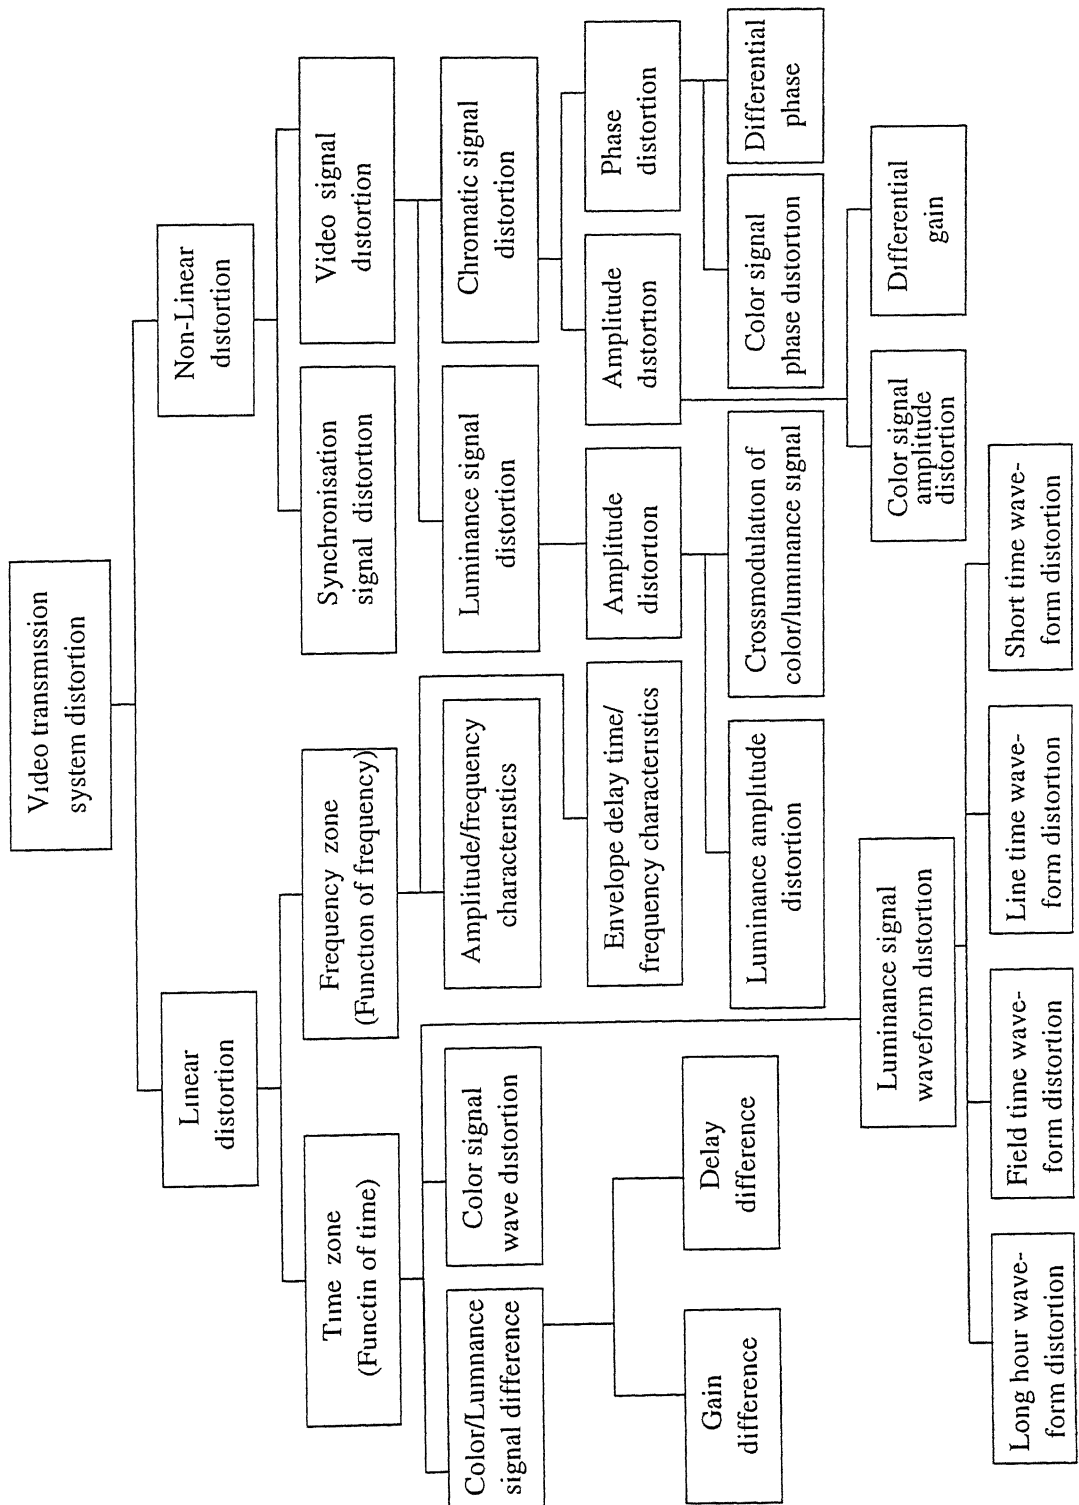 Video transmission
system distortion
Linear
distortion
Non-Linear
distortion
Time zone
(Functin of time)
Frequency zone
(Function of frequency)
Synchronisation
signal distortion
Video signal
distortion
Color/Lumnance
signal difference
Color signal
wave distortion
Amplitude/frequency
characteristics
Luminance signal
distortion
Chromatic signal
distortion
Envelope delay time/
frequency characteristics
Amplitude
distortion
Amplitude
distortion
Phase
distortion
Gain
difference
Delay
difference
Luminance amplitude
distortion
Crossmodulation of
color/luminance signal
Color signal
phase distortion
Differential
phase
Luminance signal
waveform distortion
Color signal
amplitude
distortion
Differential
gain
Long hour wave-
form distortion
Field time wave-
form distortion
Line time wave-
form distortion
Short time wave-
form distortion